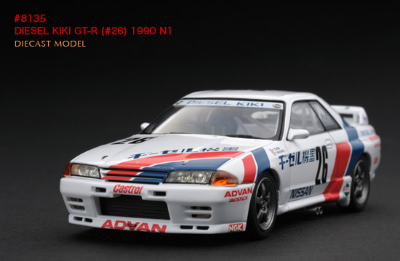 #8135
DIESEL KIKI GT-R (#26) 1990 N1
DIECAST MODEL
DIESEL KIKI
Castrol
ADVAN
ADVAN
NGK
26
NISSAN
ヂーゼル機器